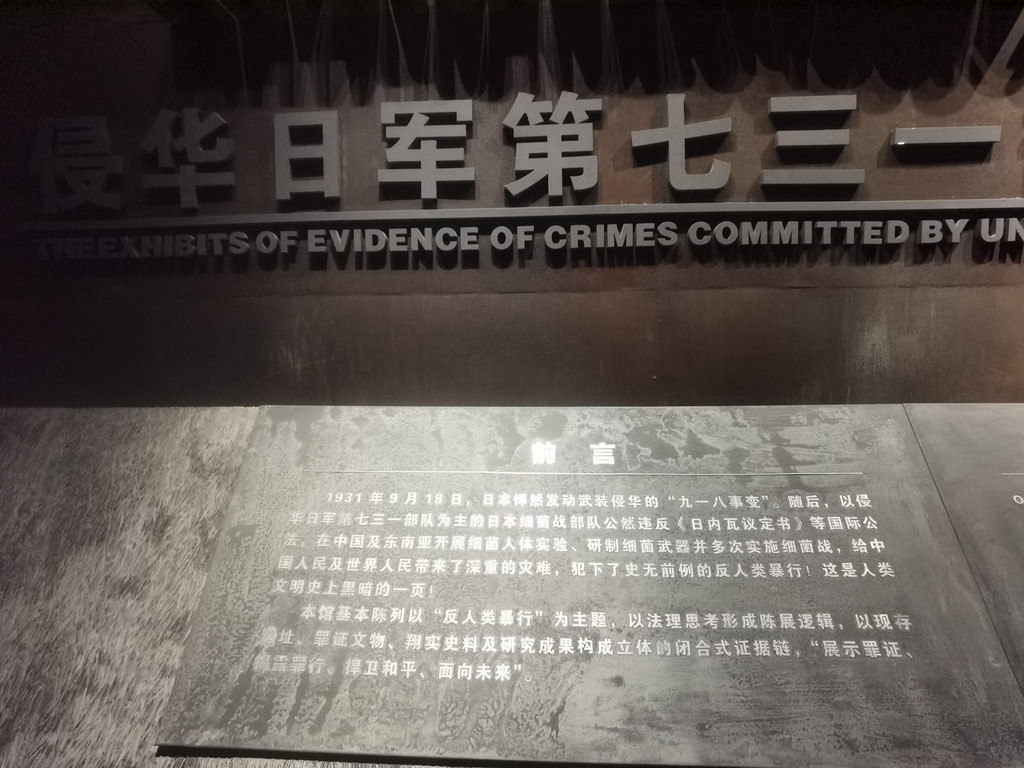 侵华日军第七三一
THE EXHIBITS OF EVIDENCE OF CRIMES COMMITTED BY UN
前言
1931年9月18日，日本悍然发动武装侵华的“九一八事变”。随后，以侵
华日军第七三一部队为主的日本细菌战部队公然违反《日内瓦议定书》等国际公
法，在中国及东南亚开展细菌人体实验、研制细菌武器并多次实施细菌战，给中
国人民及世界人民带来了深重的灾难，犯下了史无前例的反人类暴行！这是人类
文明史上黑暗的一页！
本馆基本陈列以“反人类暴行”为主题，以法理思考形成陈展逻辑，以现存
址、罪证文物、翔实史料及研究成果构成立体的闭合式证据链，“展示罪证、
罪行、捍卫和平、面向未来”。